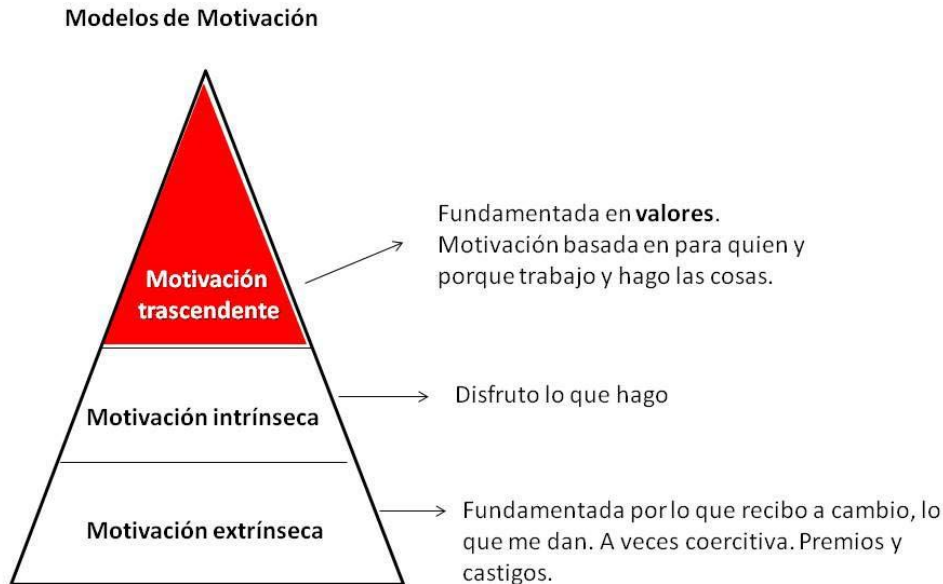 Modelos de Motivación
Fundamentada en valores.
Motivación basada en para quien y
porque trabajo y hago las cosas.
Motivación
trascendente
Disfruto lo que hago
Motivación intrínseca
Fundamentada por lo que recibo a cambio, lo
que me dan. A veces coercitiva. Premios y
castigos.
Motivación extrínseca